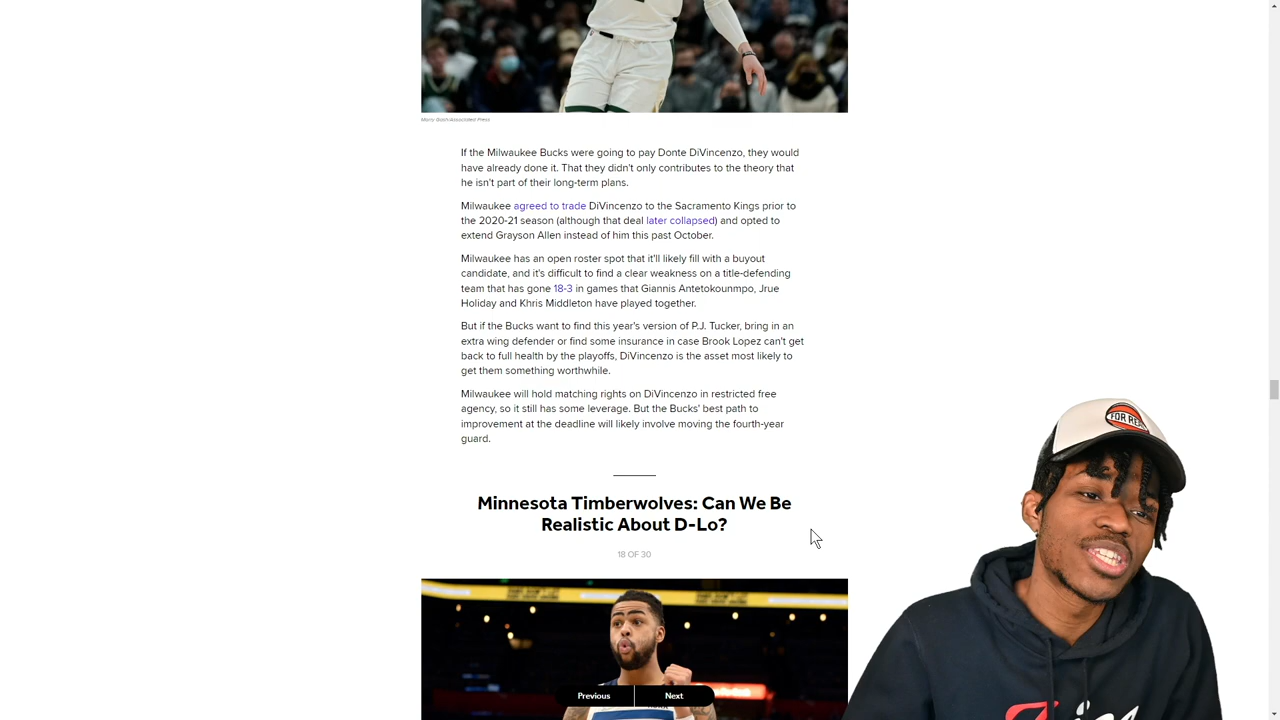 If the Milwaukee Bucks were going to pay Donte DiVincenzo, they would
have already done it. That they didn't only contributes to the theory that
he isn't part of their long-term plans.
Milwaukee agreed to trade DiVincenzo to the Sacramento Kings prior to
the 2020-21 season (although that deal later collapsed) and opted to
extend Grayson Allen instead of him this past October.
Milwaukee has an open roster spot that it'll likely fill with a buyout
candidate, and it's difficult to find a clear weakness on a title-defending
team that has gone 18-3 in games that Giannis Antetokounmpo, Jrue
Holiday and Khris Middleton have played together.
But if the Bucks want to find this year's version of P.J. Tucker, bring in an
extra wing defender or find some insurance in case Brook Lopez can't get
back to full health by the playoffs, DiVincenzo is the asset most likely to
get them something worthwhile.
Milwaukee will hold matching rights on DiVincenzo in restricted free
agency, so it still has some leverage. But the Bucks' best path to
improvement at the deadline will likely involve moving the fourth-year
guard.
FOR REA
Minnesota Timberwolves: Can We Be
Realistic About D-Lo?
18 OF 30
Previous
Next